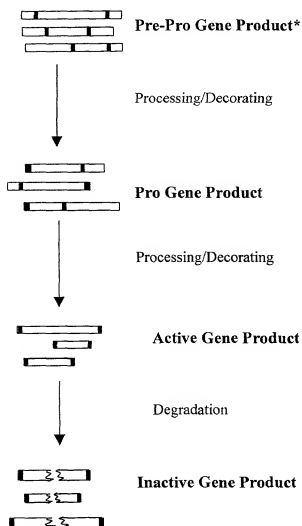 Pre-Pro Gene Product*
Processing/Decorating
Pro Gene Product
Processing/Decorating
Active Gene Product
Degradation
Inactive Gene Product